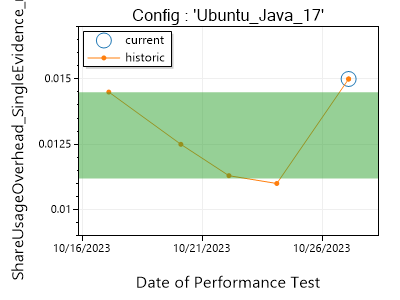 Config : 'Ubuntu_Java_17'
current
historic
ShareUsageOverhead_SingleEvidence_
0.015
0.0125
0.01
10/16/2023
10/21/2023
10/26/2023
Date of Performance Test